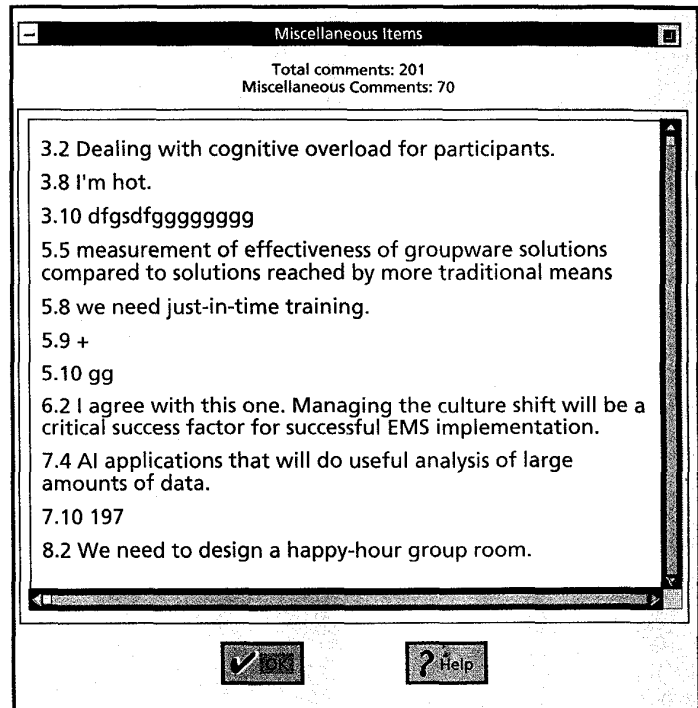 Miscellaneous Items
Total comments: 201
Miscellaneous Comments: 70
3.2 Dealing with cognitive overload for participants.
3.8 I'm hot.
3.10 dfgsdfgggggggg
5.5 measurement of effectiveness of groupware solutions
compared to solutions reached by more traditional means
5.8 we need just-in-time training.
5.9 +
5.10 gg
6.2 I agree with this one. Managing the culture shift will be a
critical success factor for successful EMS implementation.
7.4 AI applications that will do useful analysis of large
amounts of data.
7.10 197
8.2 We need to design a happy-hour group room.
OK
? Help